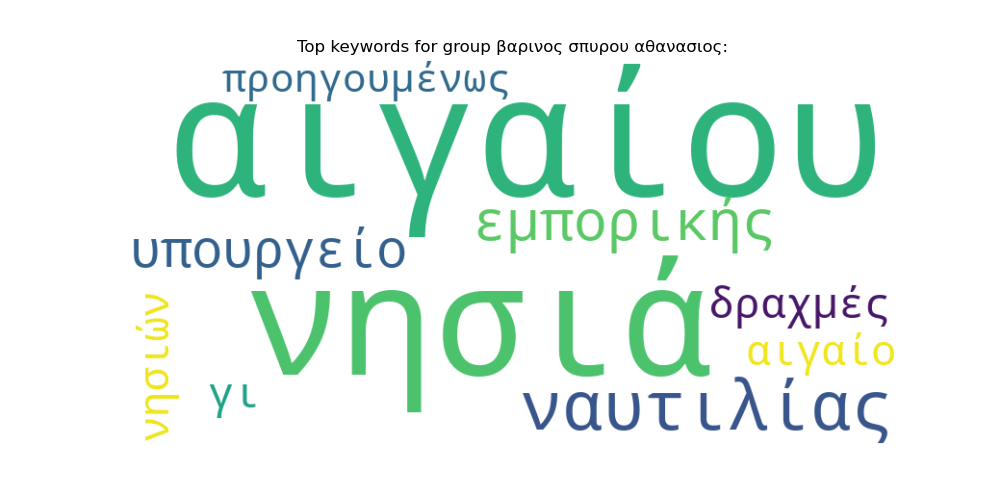 Top keywords for group βαρινος σπυρου αθανασιος:
προηγουμένως
αιγαίου
εμπορικής
υπουργείο
νησιά
δραχμές
νησιών
αιγαίο
γι
ναυτιλίας